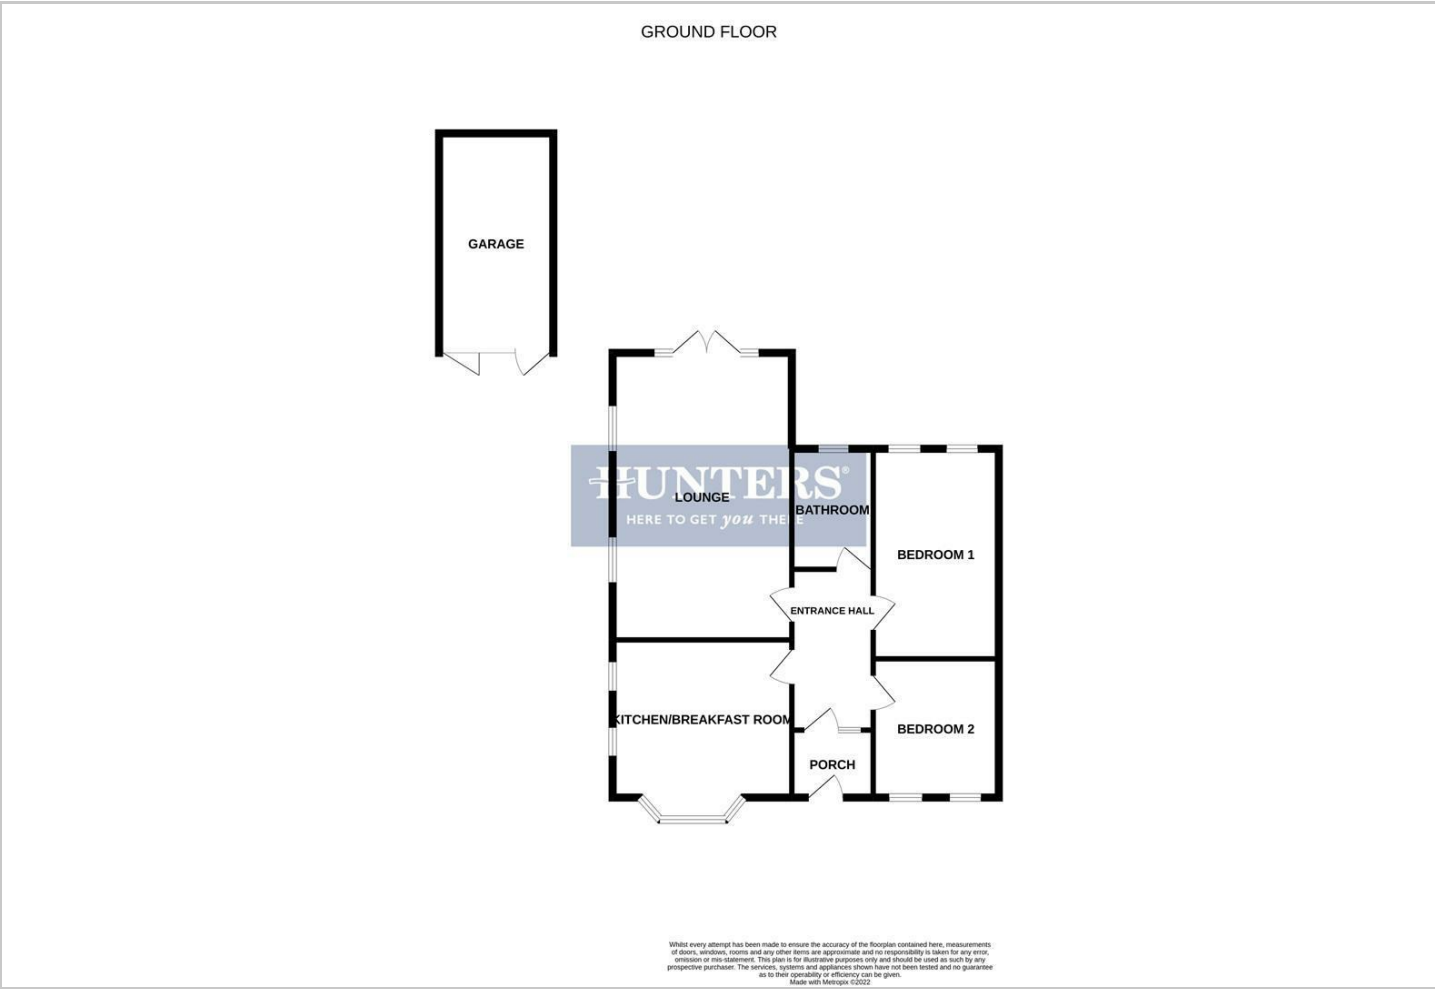 GROUND FLOOR
GARAGE
HUNTERS®
LOUNGE
HERE TO GET you THERE
BATHROOM
BEDROOM 1
ENTRANCE HALL
KITCHEN/BREAKFAST ROOM
BEDROOM 2
PORCH
Whilst every attempt has been made to ensure the accuracy of the floorplan contained here, measurements
of doors, windows, rooms and any other items are approximate and no responsibility is taken for any error,
omission or mis-statement. This plan is for illustrative purposes only and should be used as such by any
prospective purchaser. The services, systems and appliances shown have not been tested and no guarantee
as to their operability or efficiency can be given.
Made with Metropix ©2022